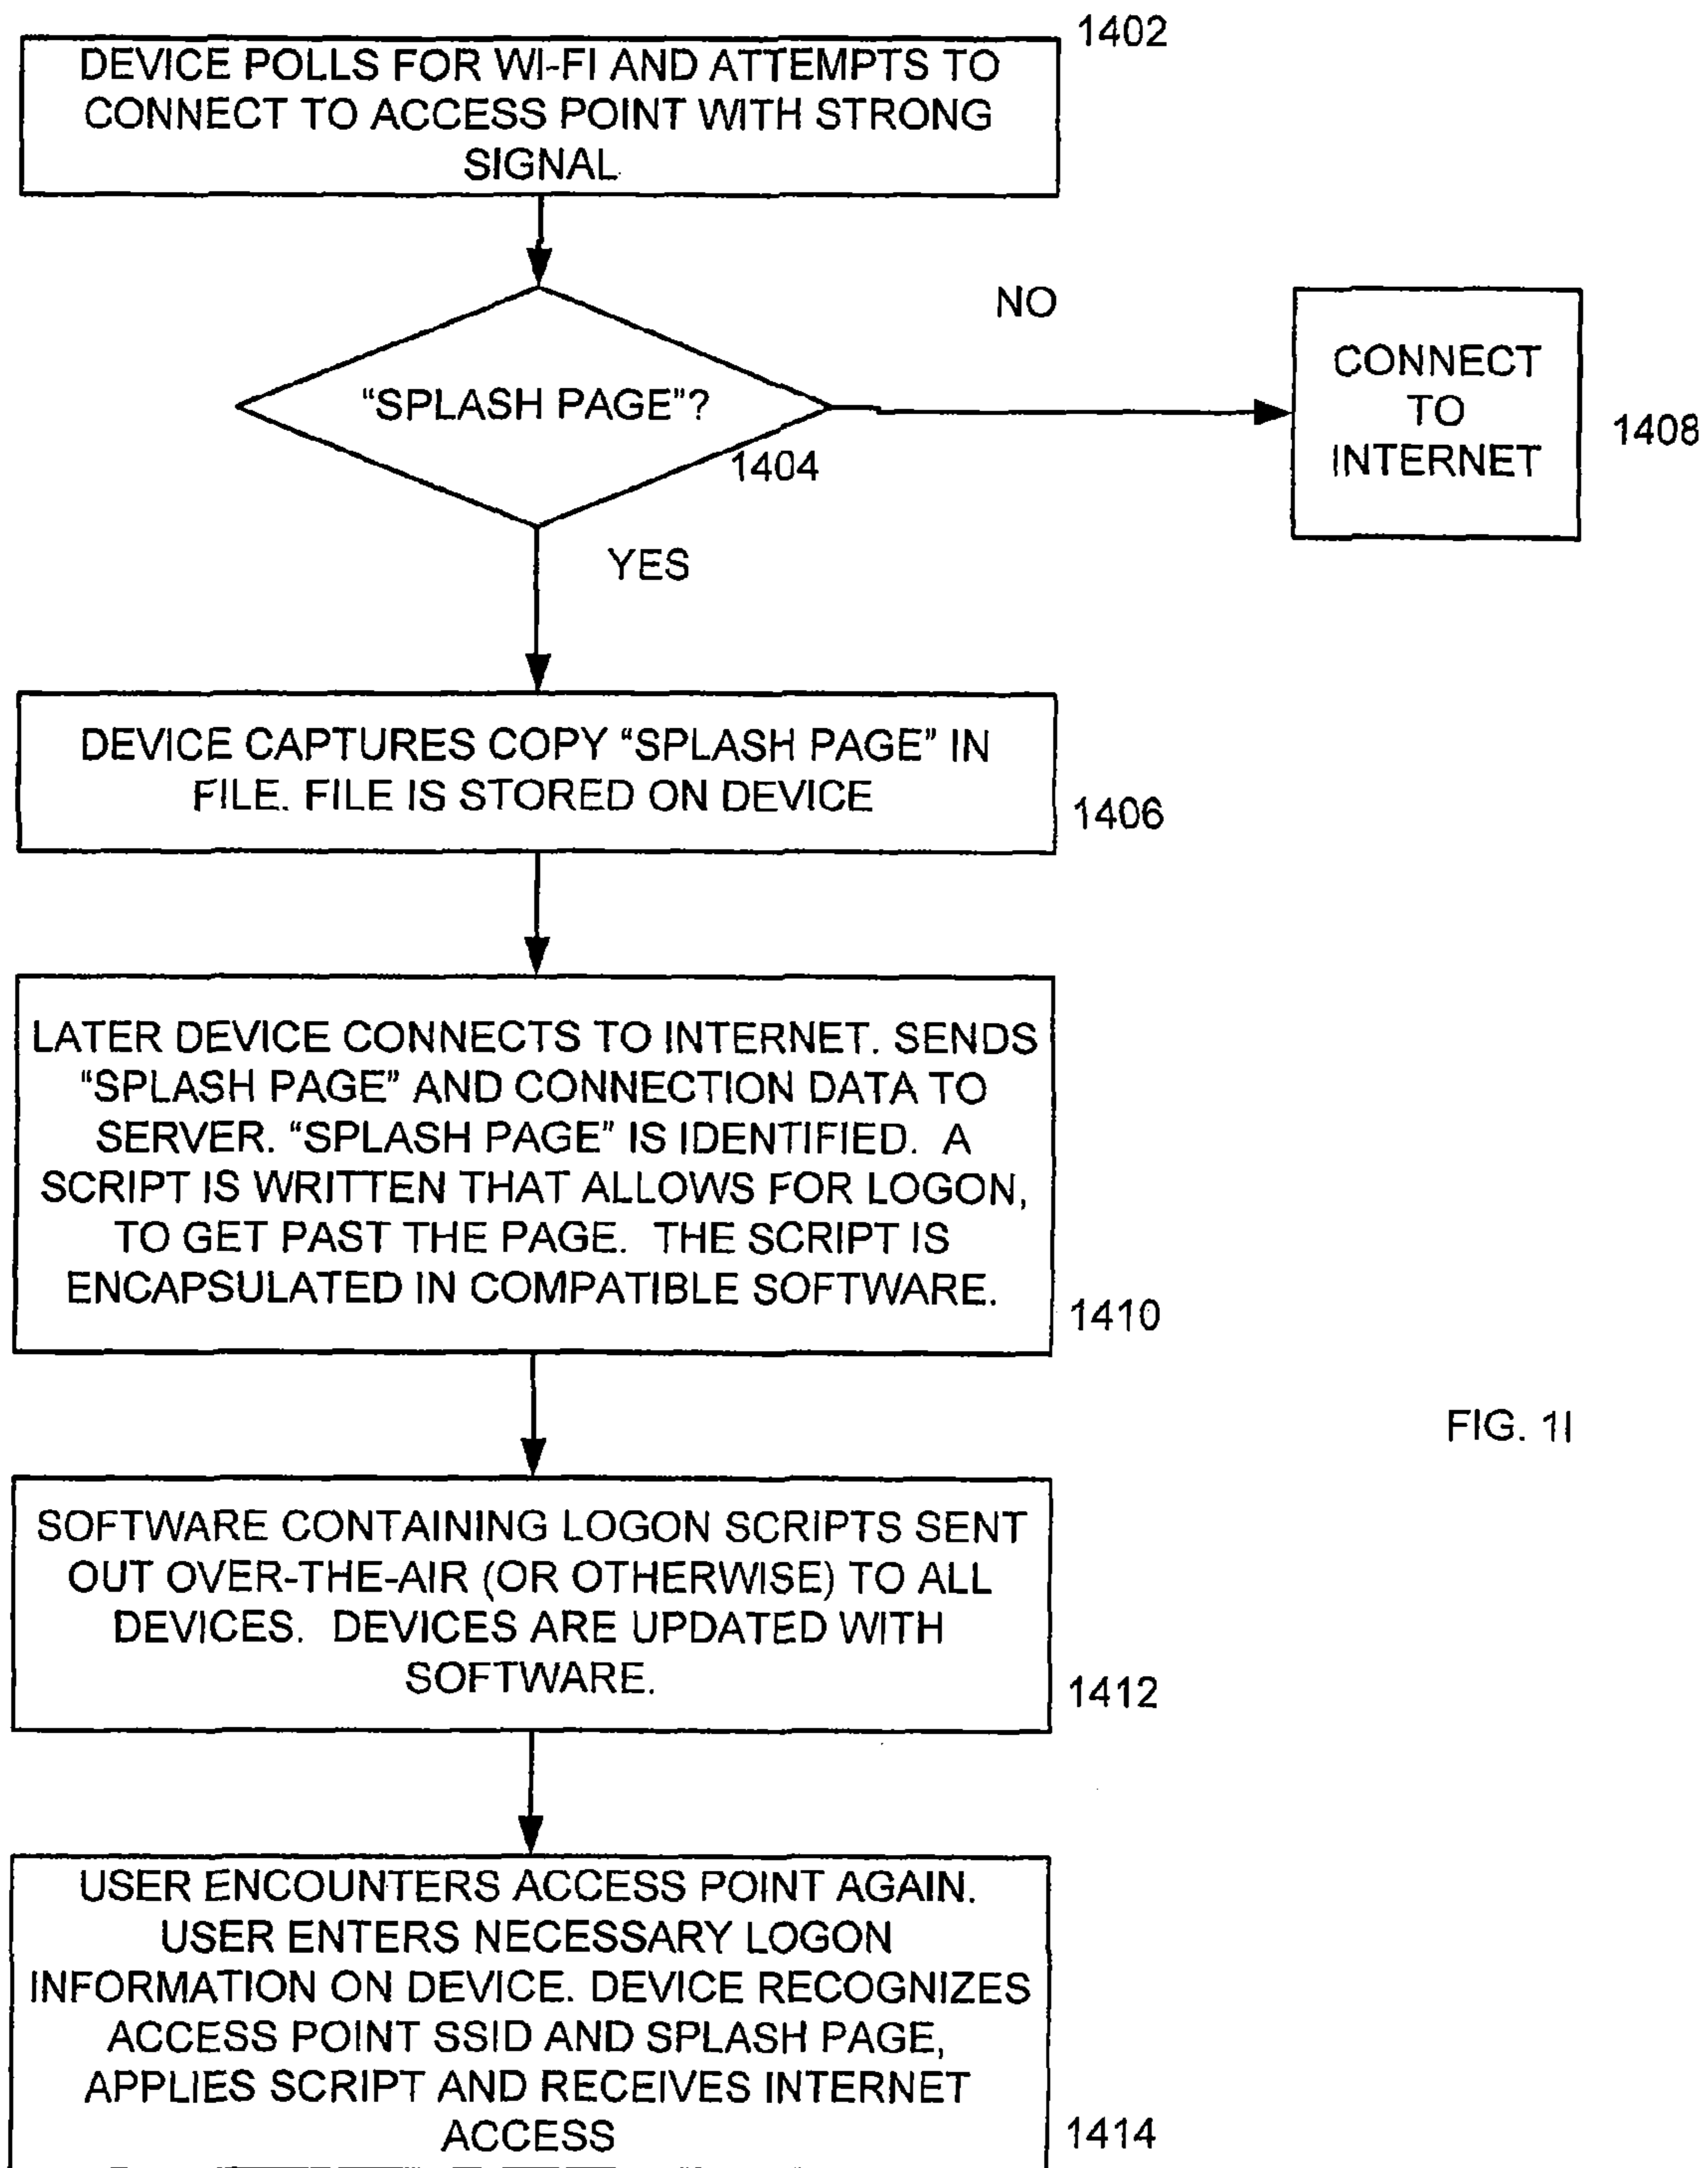 1402
DEVICE POLLS FOR WI-FI AND ATTEMPTS TO
CONNECT TO ACCESS POINT WITH STRONG
SIGNAL
NO
"SPLASH PAGE"?
1404
CONNECT
TO
INTERNET
1408
YES
DEVICE CAPTURES COPY "SPLASH PAGE" IN
FILE. FILE IS STORED ON DEVICE
1406
LATER DEVICE CONNECTS TO INTERNET. SENDS
"SPLASH PAGE" AND CONNECTION DATA TO
SERVER. "SPLASH PAGE" IS IDENTIFIED. A
SCRIPT IS WRITTEN THAT ALLOWS FOR LOGON,
TO GET PAST THE PAGE. THE SCRIPT IS
ENCAPSULATED IN COMPATIBLE SOFTWARE.
1410
FIG. 1I
SOFTWARE CONTAINING LOGON SCRIPTS SENT
OUT OVER-THE-AIR (OR OTHERWISE) TO ALL
DEVICES. DEVICES ARE UPDATED WITH
SOFTWARE.
1412
USER ENCOUNTERS ACCESS POINT AGAIN.
USER ENTERS NECESSARY LOGON
INFORMATION ON DEVICE. DEVICE RECOGNIZES
ACCESS POINT SSID AND SPLASH PAGE,
APPLIES SCRIPT AND RECEIVES INTERNET
ACCESS
1414